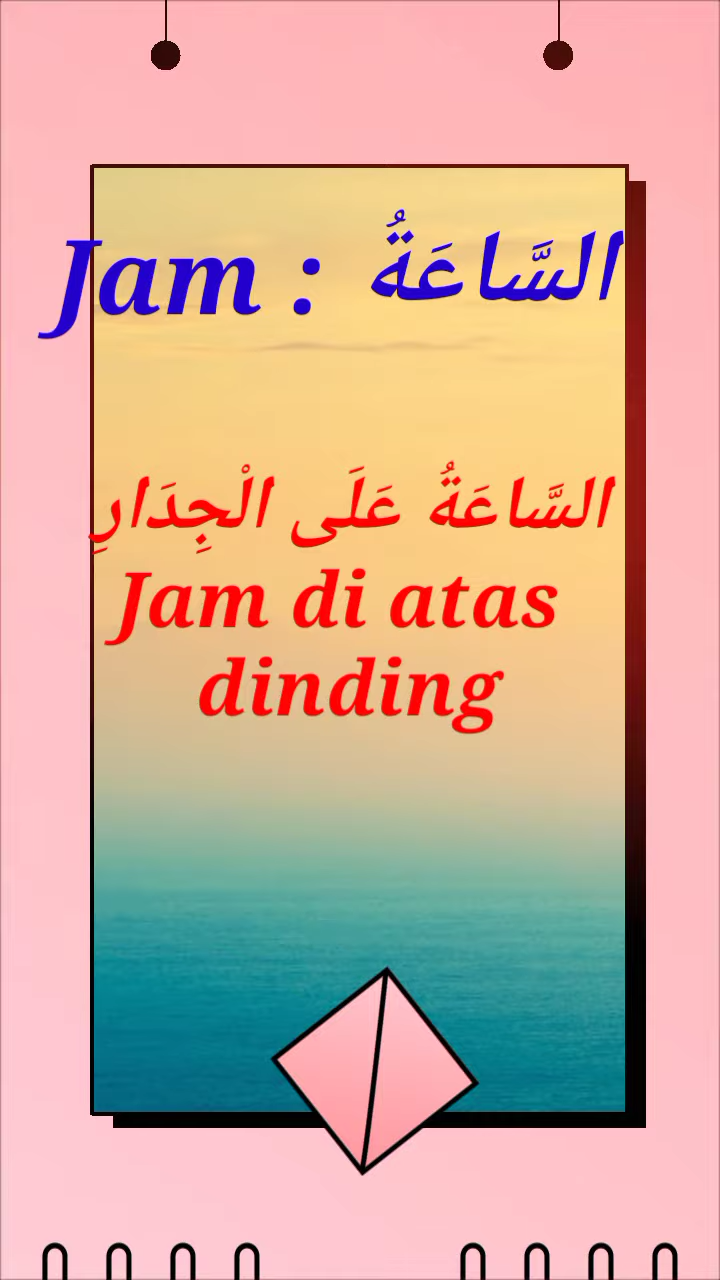 Jam : السَّاعَةُ
السَّاعَةُ عَلَى الْجِدَارِ
Jam di atas
dinding